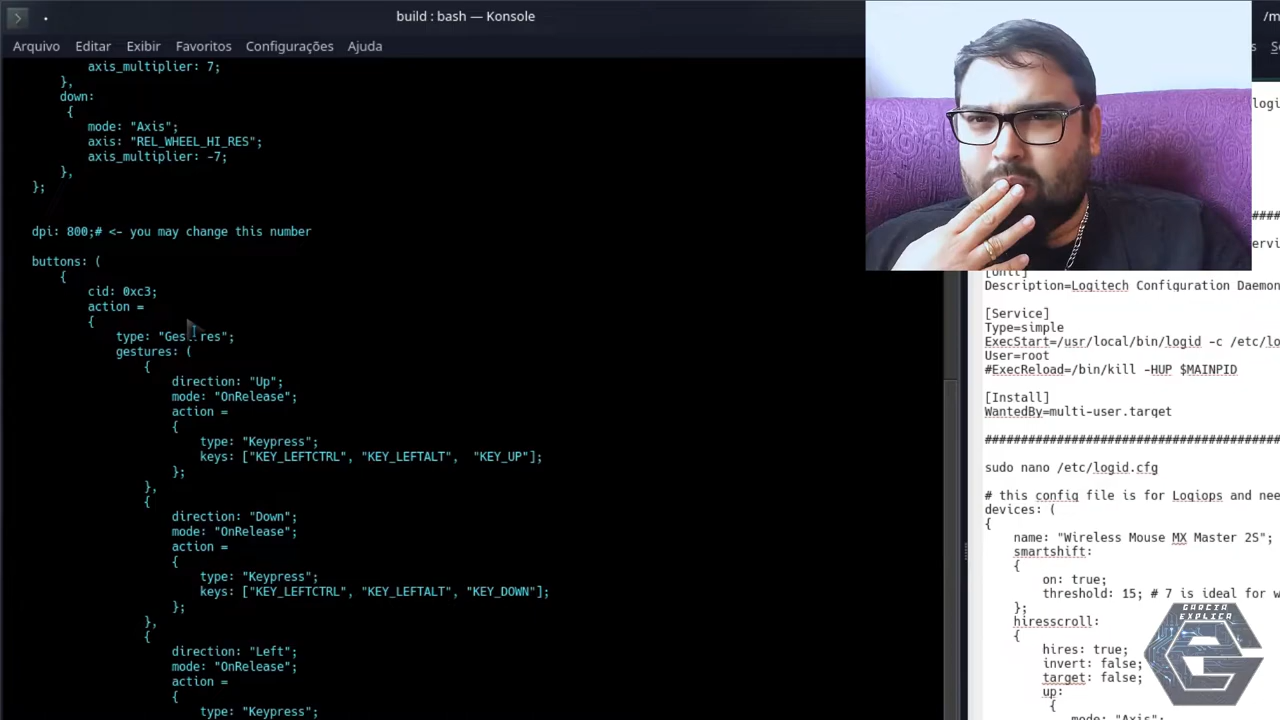 build : bash — Konsole
Arquivo Editar Exibir Favoritos Configurações Ajuda
axis_multiplier: 7;
},
down:
{
mode: "Axis";
axis: "REL_WHEEL_HI_RES";
axis_multiplier: -7;
},
};
dpi: 800;# <- you may change this number
buttons: (
{
cid: 0xc3;
action =
{
type: "Gestures";
gestures: (
{
direction: "Up";
mode: "OnRelease";
action =
{
type: "Keypress";
keys: ["KEY_LEFTCTRL", "KEY_LEFTALT",  "KEY_UP"];
};
},
{
direction: "Down";
mode: "OnRelease";
action =
{
type: "Keypress";
keys: ["KEY_LEFTCTRL", "KEY_LEFTALT", "KEY_DOWN"];
};
},
{
direction: "Left";
mode: "OnRelease";
action =
{
type: "Keypress";
Description=Logitech Configuration Daemon
[Service]
Type=simple
ExecStart=/usr/local/bin/logid -c
User=root
#ExecReload=/bin/kill -HUP $MAINPID
[Install]
WantedBy=multi-user.target
####################################
sudo nano /etc/logid.cfg
# this config file is for Logiops and
devices: (
{
name: "Wireless Mouse MX Master 2S";
smartshift:
{
on: true;
threshold: 15; # 7 is ideal for
};
hiresscroll:
{
hires: true;
invert: false;
target: false;
up:
{
mode: "Axis";
GARCIA
EXPLICA